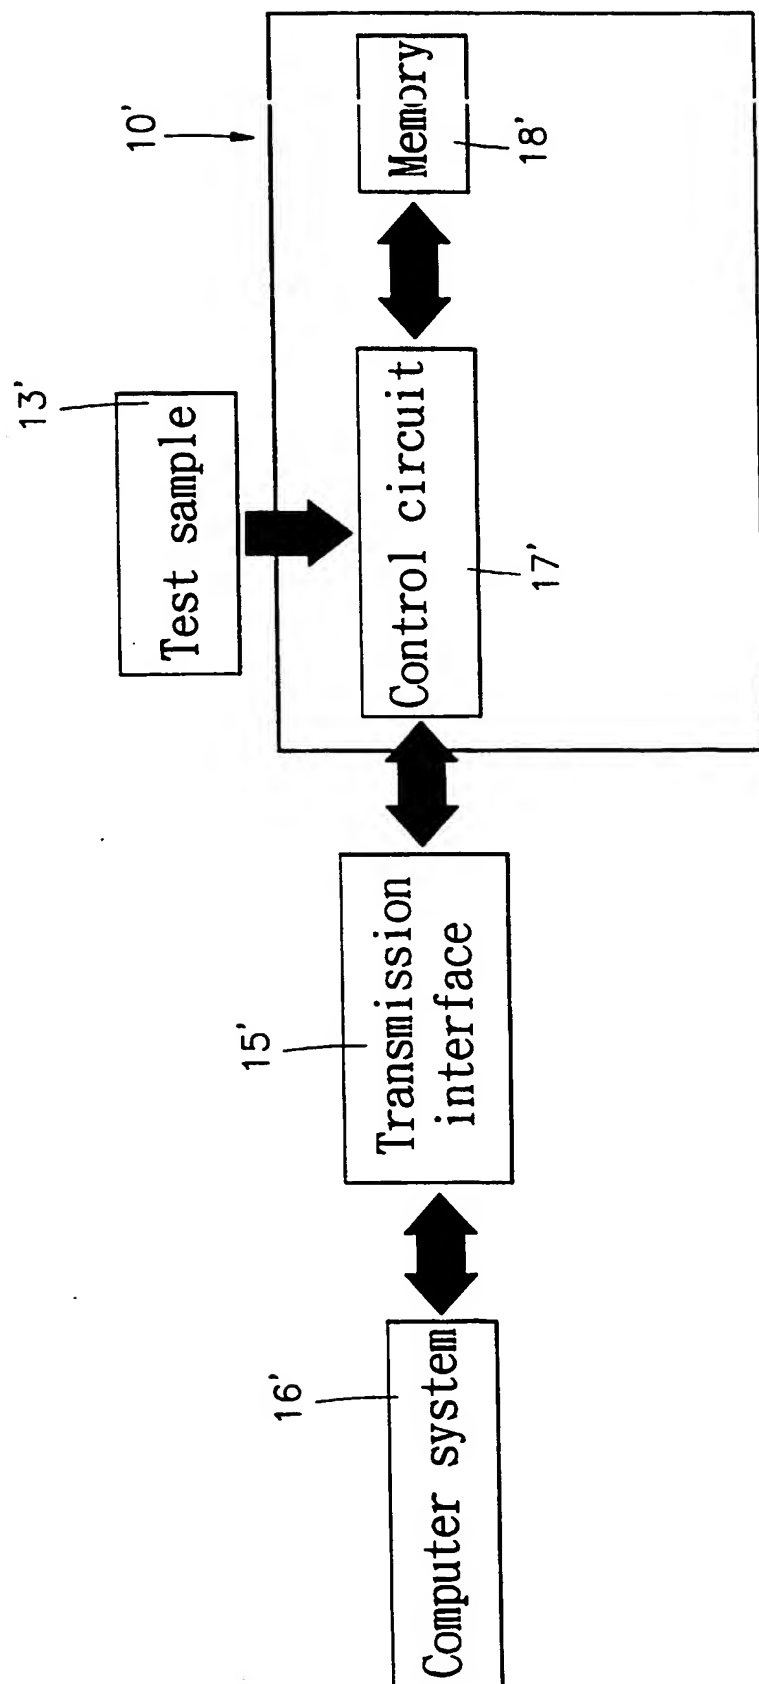 10'
Memory
18'
13'
Test sample
Control circuit
17'
15'
Transmission
interface
16'
Computer system